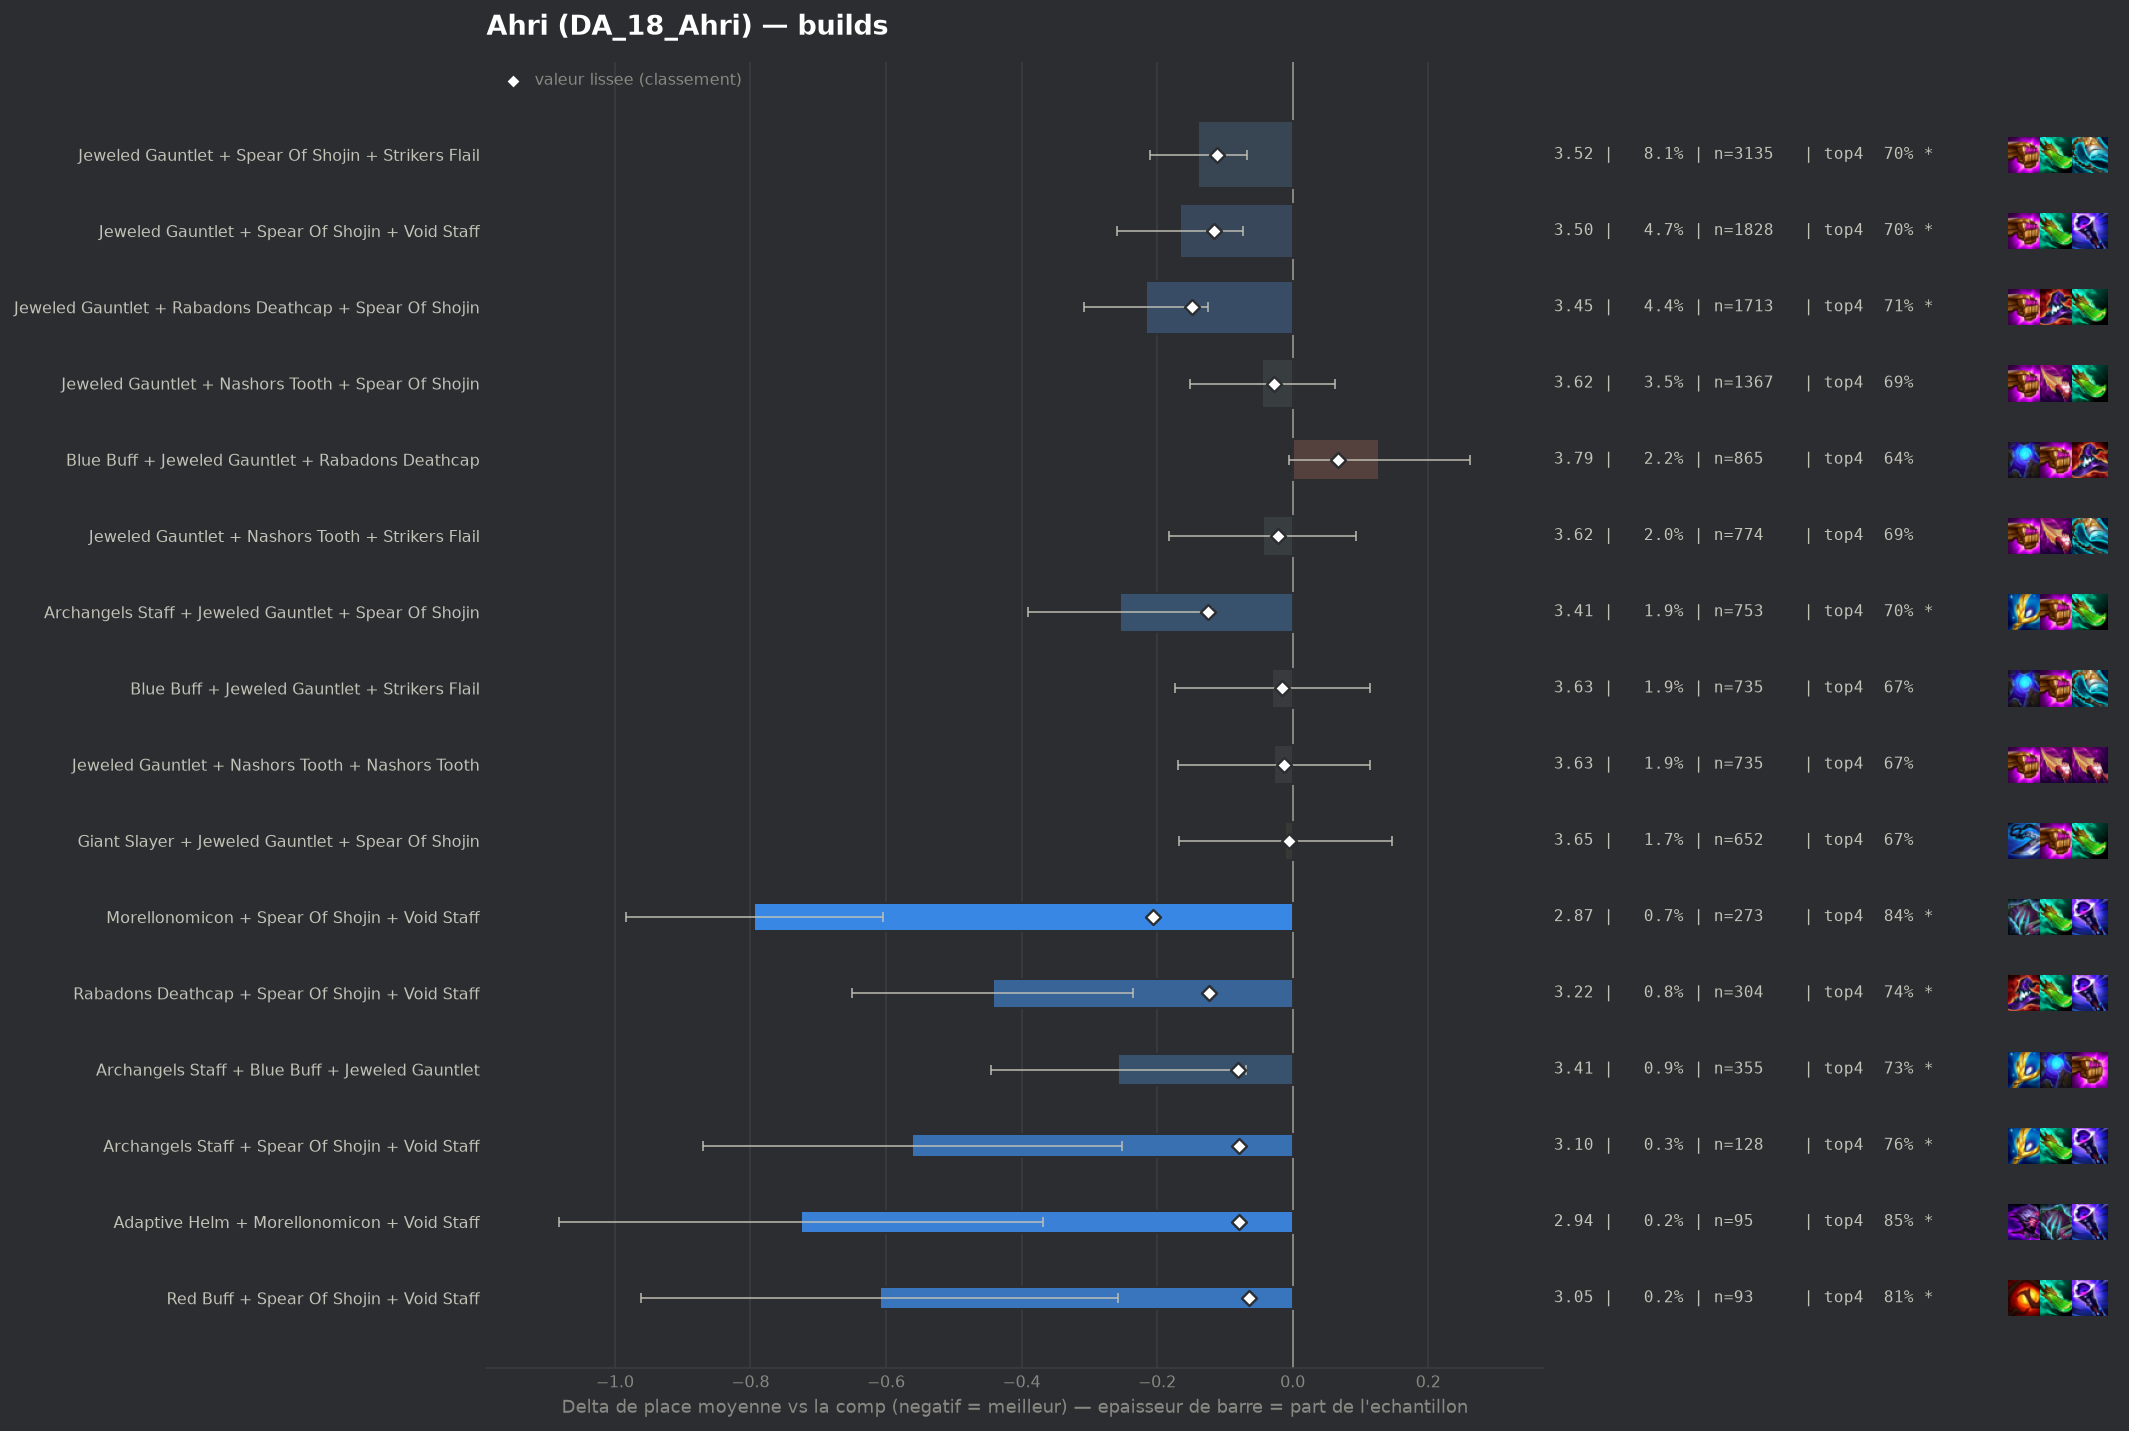 Ahri (DA_18_Ahri) — builds
valeur lissee (classement)
Jeweled Gauntlet + Spear Of Shojin + Strikers Flail 3.52 | 8.1% | n=3135 | top4 70% *
Jeweled Gauntlet + Spear Of Shojin + Void Staff 3.50 | 4.7% | n=1828 | top4 70% *
Jeweled Gauntlet + Rabadons Deathcap + Spear Of Shojin 3.45 | 4.4% | n=1713 | top4 71% *
Jeweled Gauntlet + Nashors Tooth + Spear Of Shojin 3.62 | 3.5% | n=1367 | top4 69%
Blue Buff + Jeweled Gauntlet + Rabadons Deathcap 3.79 | 2.2% | n=865 | top4 64%
Jeweled Gauntlet + Nashors Tooth + Strikers Flail 3.62 | 2.0% | n=774 | top4 69%
Archangels Staff + Jeweled Gauntlet + Spear Of Shojin 3.41 | 1.9% | n=753 | top4 70% *
Blue Buff + Jeweled Gauntlet + Strikers Flail 3.63 | 1.9% | n=735 | top4 67%
Jeweled Gauntlet + Nashors Tooth + Nashors Tooth 3.63 | 1.9% | n=735 | top4 67%
Giant Slayer + Jeweled Gauntlet + Spear Of Shojin 3.65 | 1.7% | n=652 | top4 67%
Morellonomicon + Spear Of Shojin + Void Staff 2.87 | 0.7% | n=273 | top4 84% *
Rabadons Deathcap + Spear Of Shojin + Void Staff 3.22 | 0.8% | n=304 | top4 74% *
Archangels Staff + Blue Buff + Jeweled Gauntlet 3.41 | 0.9% | n=355 | top4 73% *
Archangels Staff + Spear Of Shojin + Void Staff 3.10 | 0.3% | n=128 | top4 76% *
Adaptive Helm + Morellonomicon + Void Staff 2.94 | 0.2% | n=95 | top4 85% *
Red Buff + Spear Of Shojin + Void Staff 3.05 | 0.2% | n=93 | top4 81% *
−1.0 −0.8 −0.6 −0.4 −0.2 0.0 0.2
Delta de place moyenne vs la comp (negatif = meilleur) — epaisseur de barre = part de l'echantillon